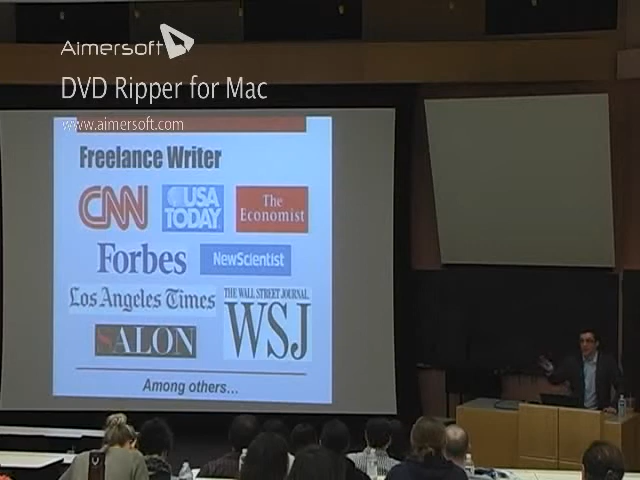 Aimersoft
DVD Ripper for Mac
www.aimersoft.com
Freelance Writer
CNN
USA TODAY
The Economist
Forbes
NewScientist
Los Angeles Times
SALON
THE WALL STREET JOURNAL.
WSJ
Among others...